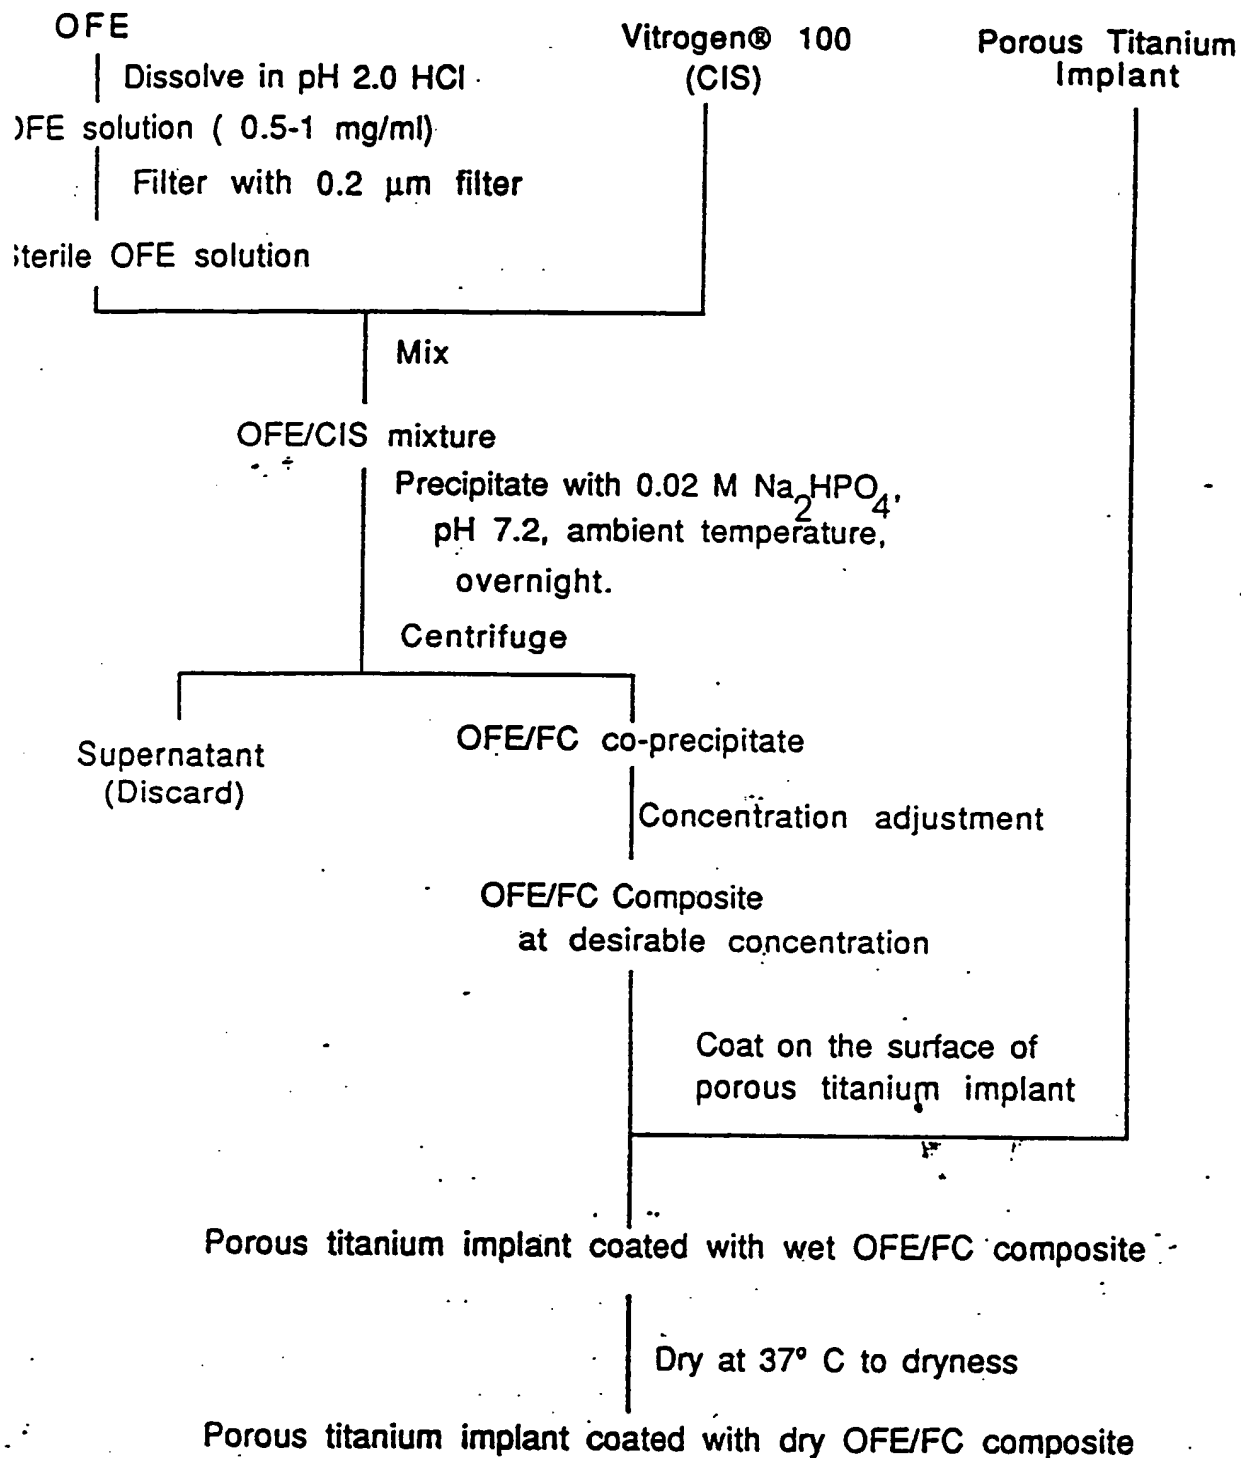 OFE
Vitrogen® 100
(CIS)
Porous Titanium
Implant
Dissolve in pH 2.0 HCl
)FE solution ( 0.5-1 mg/ml)
Filter with 0.2 μm filter
terile OFE solution
Mix
OFE/CIS mixture
Precipitate with 0.02 M Na₂HPO₄,
pH 7.2, ambient temperature,
overnight.
Centrifuge
Supernatant
(Discard)
OFE/FC co-precipitate
Concentration adjustment
OFE/FC Composite
at desirable concentration
Coat on the surface of
porous titanium implant
Porous titanium implant coated with wet OFE/FC composite
Dry at 37° C to dryness
Porous titanium implant coated with dry OFE/FC composite